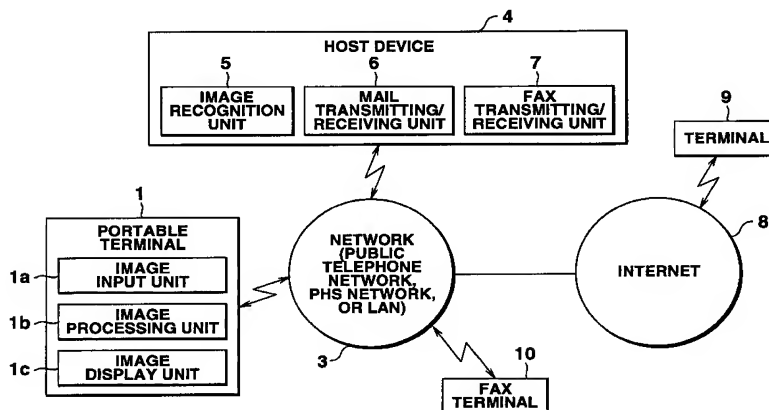 4
HOST DEVICE
5
6
7
IMAGE
RECOGNITION
UNIT
MAIL
TRANSMITTING/
RECEIVING UNIT
FAX
TRANSMITTING/
RECEIVING UNIT
9
TERMINAL
1
PORTABLE
TERMINAL
1a
IMAGE
INPUT UNIT
1b
IMAGE
PROCESSING UNIT
1c
IMAGE
DISPLAY UNIT
NETWORK
(PUBLIC
TELEPHONE
NETWORK,
PHS NETWORK,
OR LAN)
3
INTERNET
8
10
FAX
TERMINAL